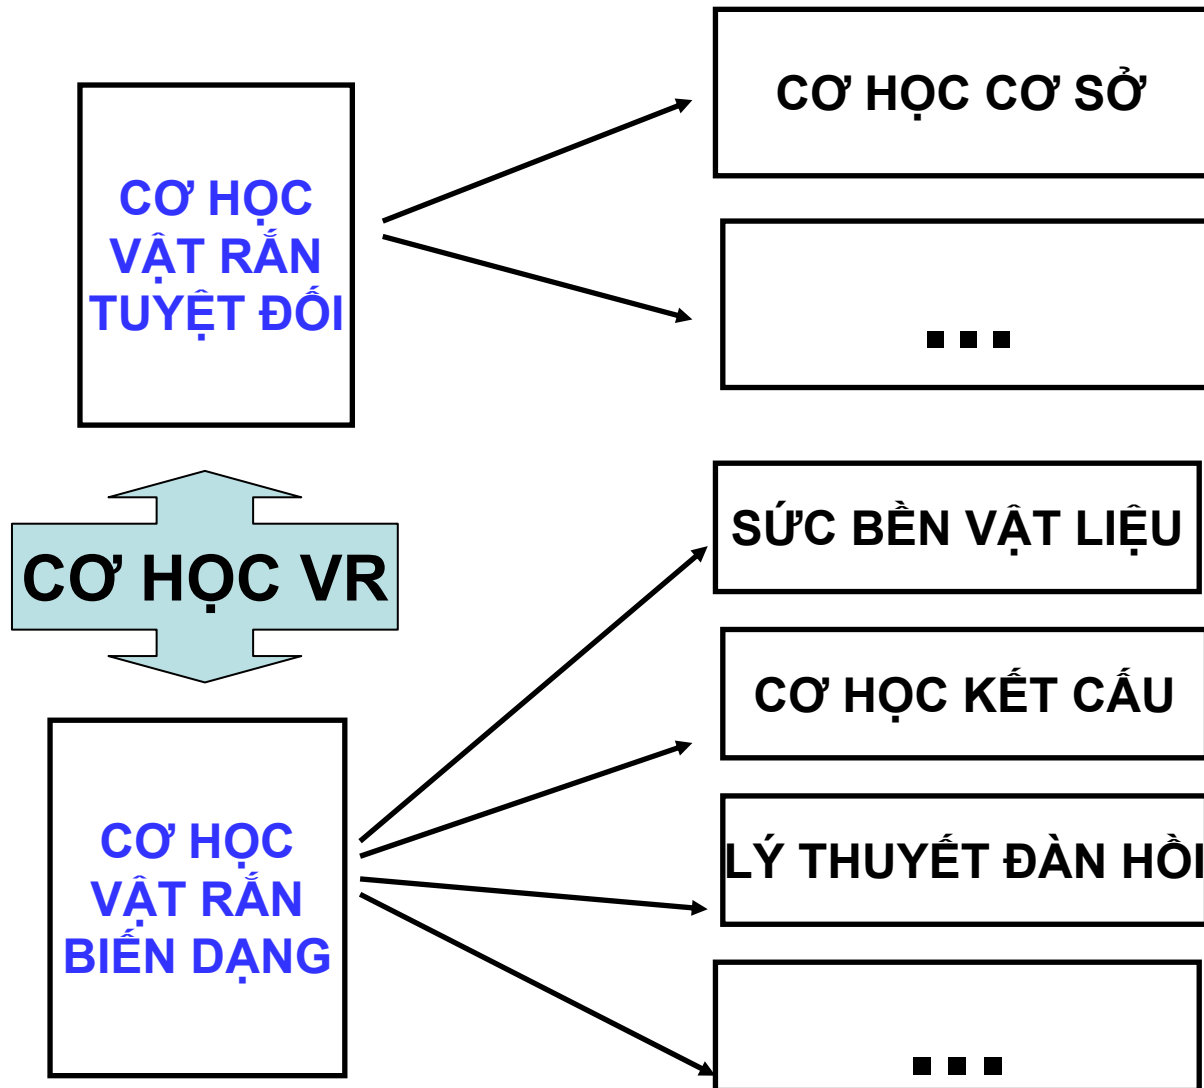 CƠ HỌC CƠ SỞ
CƠ HỌC
VẬT RẮN
TUYỆT ĐỐI
...
SỨC BỀN VẬT LIỆU
CƠ HỌC VR
CƠ HỌC KẾT CẤU
CƠ HỌC
VẬT RẮN
BIẾN DẠNG
LÝ THUYẾT ĐÀN HỒI
...